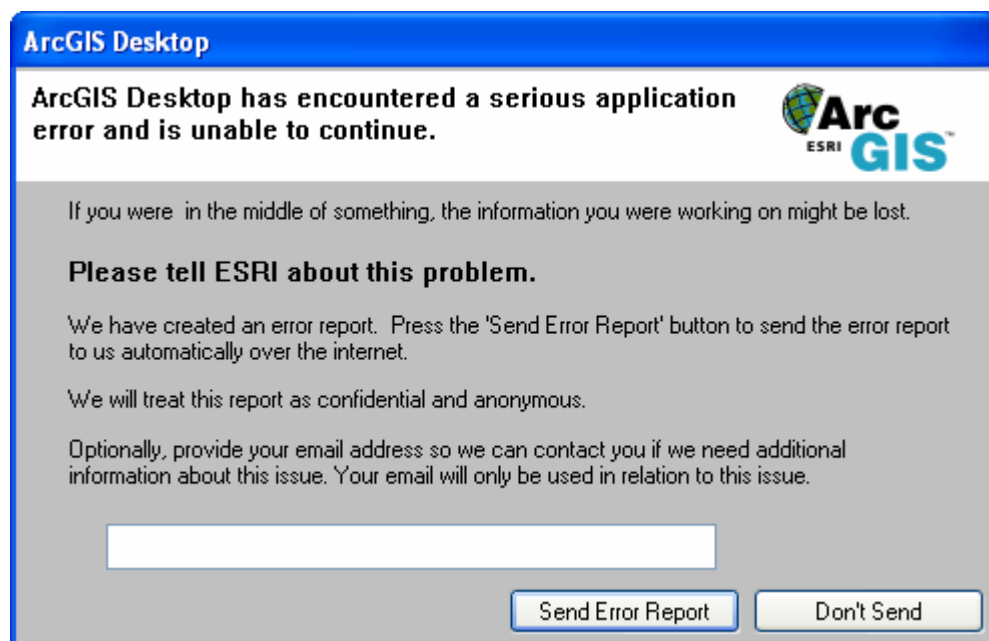 ArcGIS Desktop
ArcGIS Desktop has encountered a serious application
error and is unable to continue.
Arc
ESRI GIS™
If you were in the middle of something, the information you were working on might be lost.
Please tell ESRI about this problem.
We have created an error report. Press the 'Send Error Report' button to send the error report
to us automatically over the internet.
We will treat this report as confidential and anonymous.
Optionally, provide your email address so we can contact you if we need additional
information about this issue. Your email will only be used in relation to this issue.
Send Error Report Don't Send